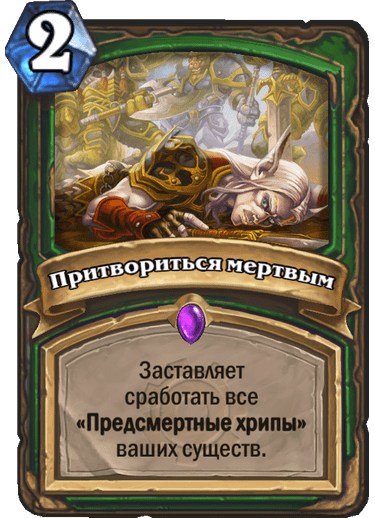 2
Притвориться мертвым
Заставляет
сработать все
«Предсмертные хрипы»
ваших существ.